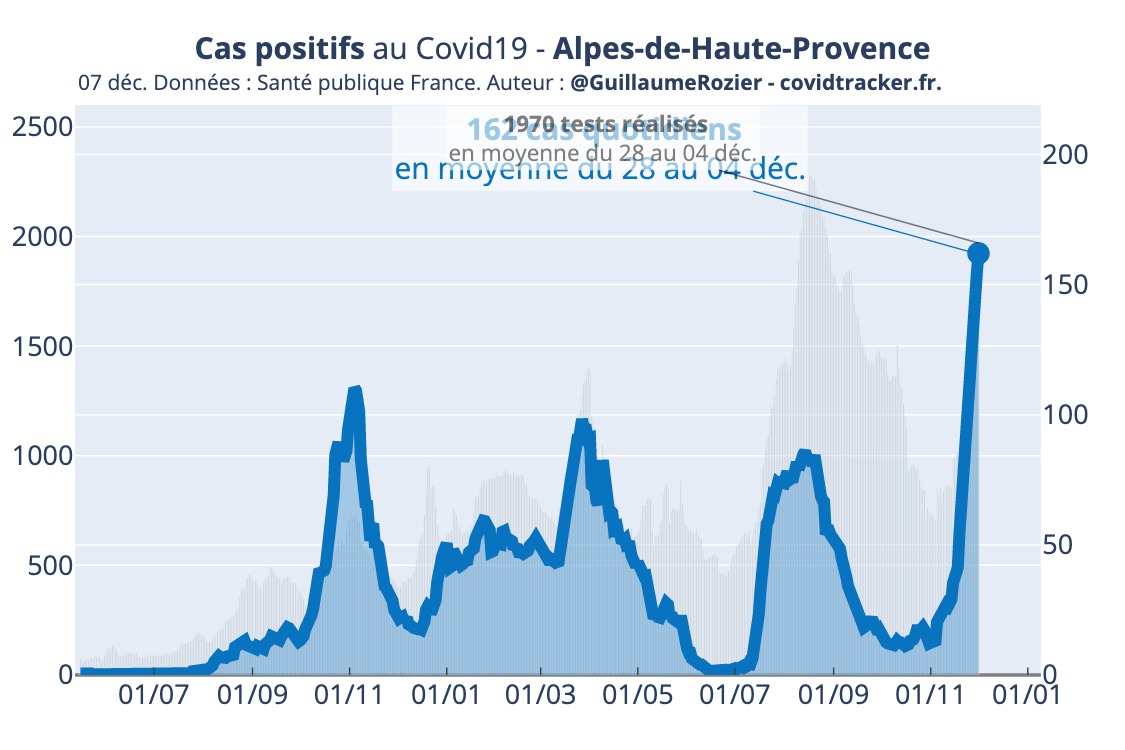 Cas positifs au Covid19 - Alpes-de-Haute-Provence
07 déc. Données : Santé publique France. Auteur : @GuillaumeRozier - covidtracker.fr.
1970 tests réalisés
162 cas quotidiens
en moyenne du 28 au 04 déc.
en moyenne du 28 au 04 déc.
2500
2000
1500
1000
500
0
200
150
100
50
0
01/07 01/09 01/11 01/01 01/03 01/05 01/07 01/09 01/11 01/01